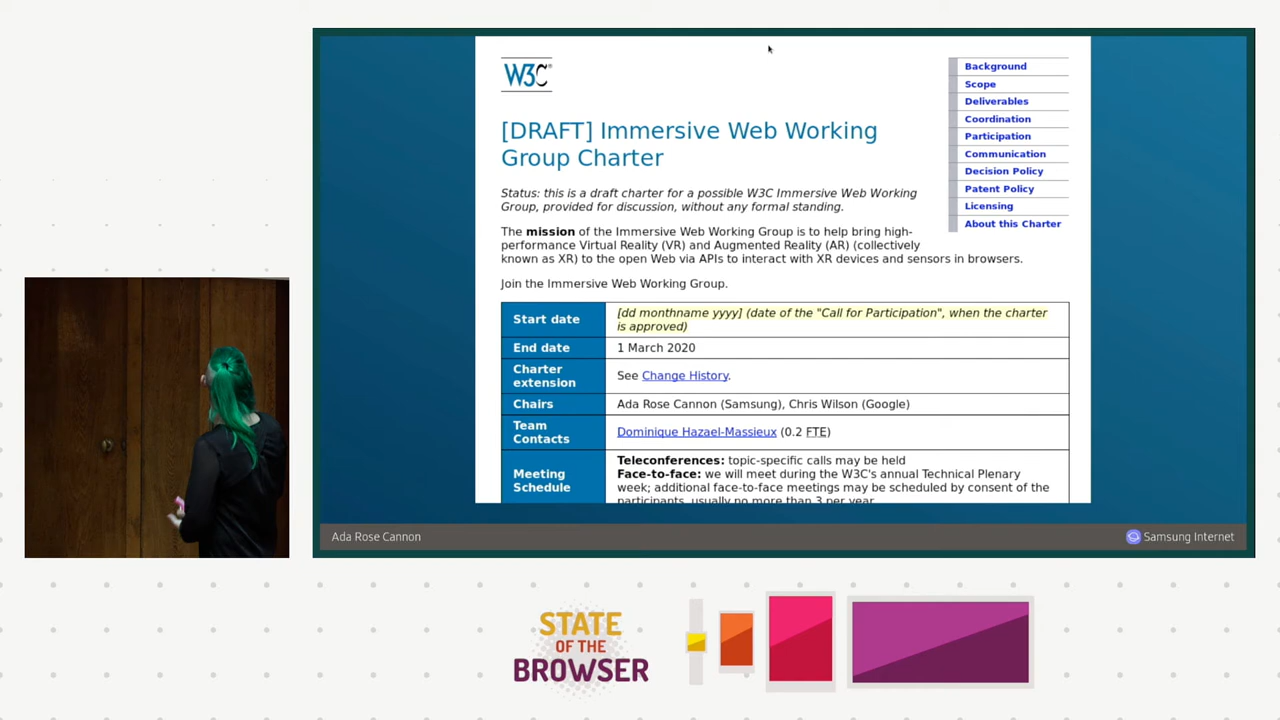 W3C®
Background
Scope
Deliverables
Coordination
Participation
Communication
Decision Policy
Patent Policy
Licensing
About this Charter
[DRAFT] Immersive Web Working
Group Charter
Status: this is a draft charter for a possible W3C Immersive Web Working
Group, provided for discussion, without any formal standing.
The mission of the Immersive Web Working Group is to help bring high-
performance Virtual Reality (VR) and Augmented Reality (AR) (collectively
known as XR) to the open Web via APIs to interact with XR devices and sensors in browsers.
Join the Immersive Web Working Group.
Start date
[dd monthname yyyy] (date of the "Call for Participation", when the charter
is approved)
End date
1 March 2020
Charter
extension
See Change History.
Chairs
Ada Rose Cannon (Samsung), Chris Wilson (Google)
Team
Contacts
Dominique Hazael-Massieux (0.2 FTE)
Meeting
Schedule
Teleconferences: topic-specific calls may be held
Face-to-face: we will meet during the W3C's annual Technical Plenary
week; additional face-to-face meetings may be scheduled by consent of the
participants, usually no more than 3 per year.
Ada Rose Cannon
Samsung Internet
STATE
OF THE
BROWSER